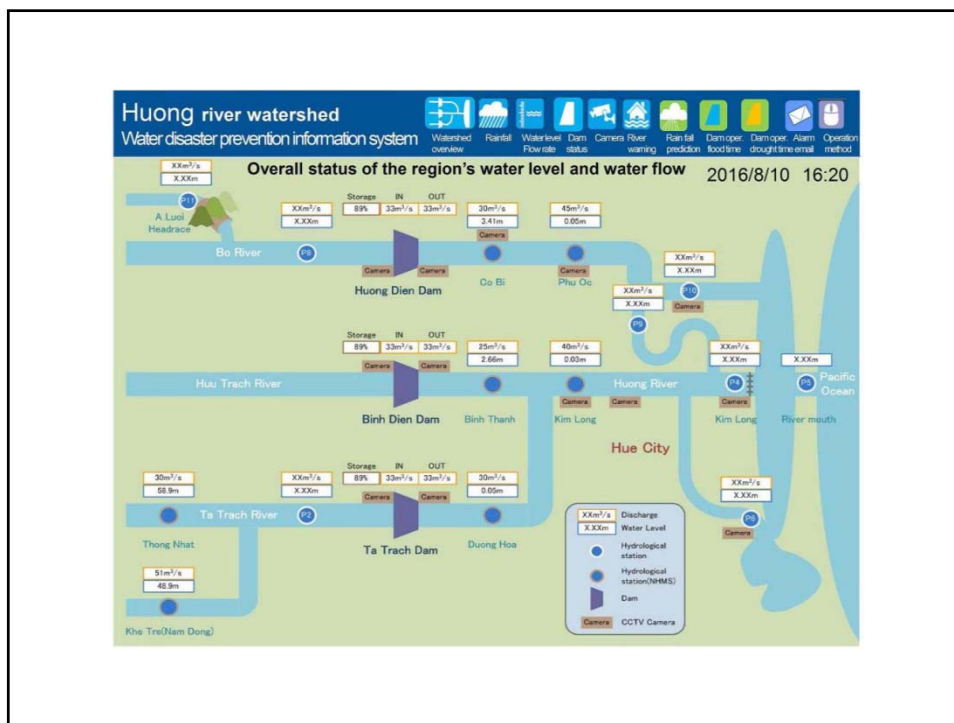 Huong river watershed
Water disaster prevention information system
Watershed overview
Rainfall
Water level Flow rate
Dam status
Camera
River warning
Rain fall prediction
Dam oper. flood time
Dam oper. drought time
Alarm email
Operation method
Overall status of the region's water level and water flow
2016/8/10 16:20
XXm³/s
X.XXm
P11
A Luoi
Headrace
Bo River
XXm³/s
X.XXm
P8
Storage IN OUT
89% 33m³/s 33m³/s
Camera Camera
Huong Dien Dam
30m³/s
3.41m
Camera
Co Bi
45m³/s
0.05m
Camera
Phu Oc
XXm³/s
X.XXm
P10
Camera
XXm³/s
X.XXm
P9
Huu Trach River
Storage IN OUT
89% 33m³/s 33m³/s
Camera Camera
Binh Dien Dam
25m³/s
2.66m
Binh Thanh
40m³/s
0.03m
Camera
Kim Long
Camera
Huong River
XXm³/s
X.XXm
P4
Camera
Kim Long
X.XXm
P5
River mouth
Pacific
Ocean
Hue City
30m³/s
58.9m
Thong Nhat
Ta Trach River
XXm³/s
X.XXm
P2
Storage IN OUT
89% 33m³/s 33m³/s
Camera Camera
Ta Trach Dam
30m³/s
0.05m
Duong Hoa
XXm³/s
X.XXm
P6
Camera
51m³/s
48.9m
Khe Tre(Nam Dong)
XXm³/s Discharge
X.XXm Water Level
Hydrological
station
Hydrological
station(NHMS)
Dam
Camera CCTV Camera